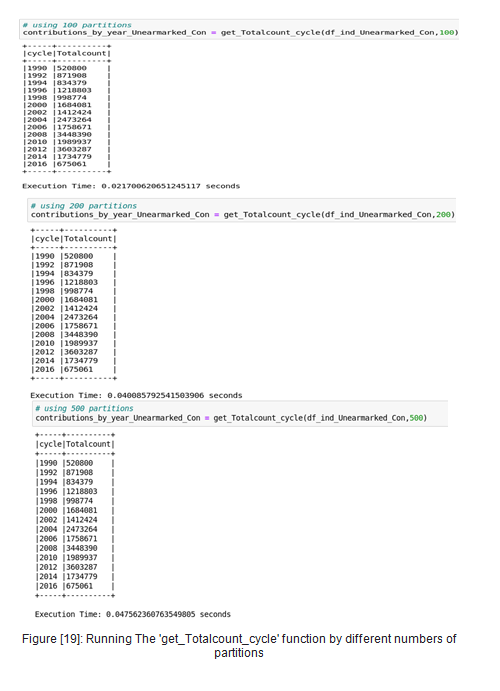 # using 100 partitions
contributions_by_year_Unearmarked_Con = get_Totalcount_cycle(df_ind_Unearmarked_Con,100)
+-----+----------+
|cycle|Totalcount|
+-----+----------+
|1990 |520800    |
|1992 |871908    |
|1994 |834379    |
|1996 |1218803   |
|1998 |998774    |
|2000 |1684081   |
|2002 |1412424   |
|2004 |2473264   |
|2006 |1758671   |
|2008 |3448390   |
|2010 |1989937   |
|2012 |3603287   |
|2014 |1734779   |
|2016 |675061    |
+-----+----------+
Execution Time: 0.021700620651245117 seconds
# using 200 partitions
contributions_by_year_Unearmarked_Con = get_Totalcount_cycle(df_ind_Unearmarked_Con,200)
+-----+----------+
|cycle|Totalcount|
+-----+----------+
|1990 |520800    |
|1992 |871908    |
|1994 |834379    |
|1996 |1218803   |
|1998 |998774    |
|2000 |1684081   |
|2002 |1412424   |
|2004 |2473264   |
|2006 |1758671   |
|2008 |3448390   |
|2010 |1989937   |
|2012 |3603287   |
|2014 |1734779   |
|2016 |675061    |
+-----+----------+
Execution Time: 0.040085792541503906 seconds
# using 500 partitions
contributions_by_year_Unearmarked_Con = get_Totalcount_cycle(df_ind_Unearmarked_Con,500)
+-----+----------+
|cycle|Totalcount|
+-----+----------+
|1990 |520800    |
|1992 |871908    |
|1994 |834379    |
|1996 |1218803   |
|1998 |998774    |
|2000 |1684081   |
|2002 |1412424   |
|2004 |2473264   |
|2006 |1758671   |
|2008 |3448390   |
|2010 |1989937   |
|2012 |3603287   |
|2014 |1734779   |
|2016 |675061    |
+-----+----------+
Execution Time: 0.047562360763549805 seconds
Figure [19]: Running The 'get_Totalcount_cycle' function by different numbers of
partitions